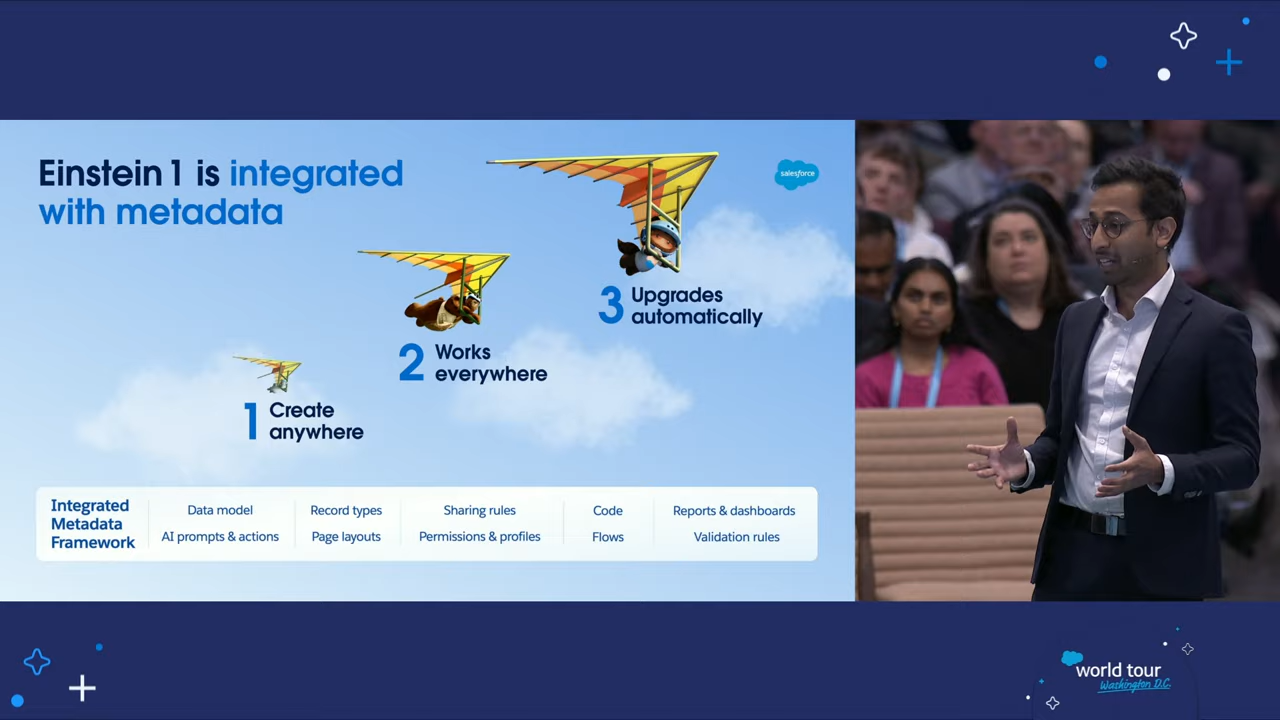 Einstein 1 is integrated
with metadata
salesforce
1 Create
anywhere
2 Works
everywhere
3 Upgrades
automatically
Integrated
Metadata
Framework
Data model
AI prompts & actions
Record types
Page layouts
Sharing rules
Permissions & profiles
Code
Flows
Reports & dashboards
Validation rules
world tour
Washington D.C.